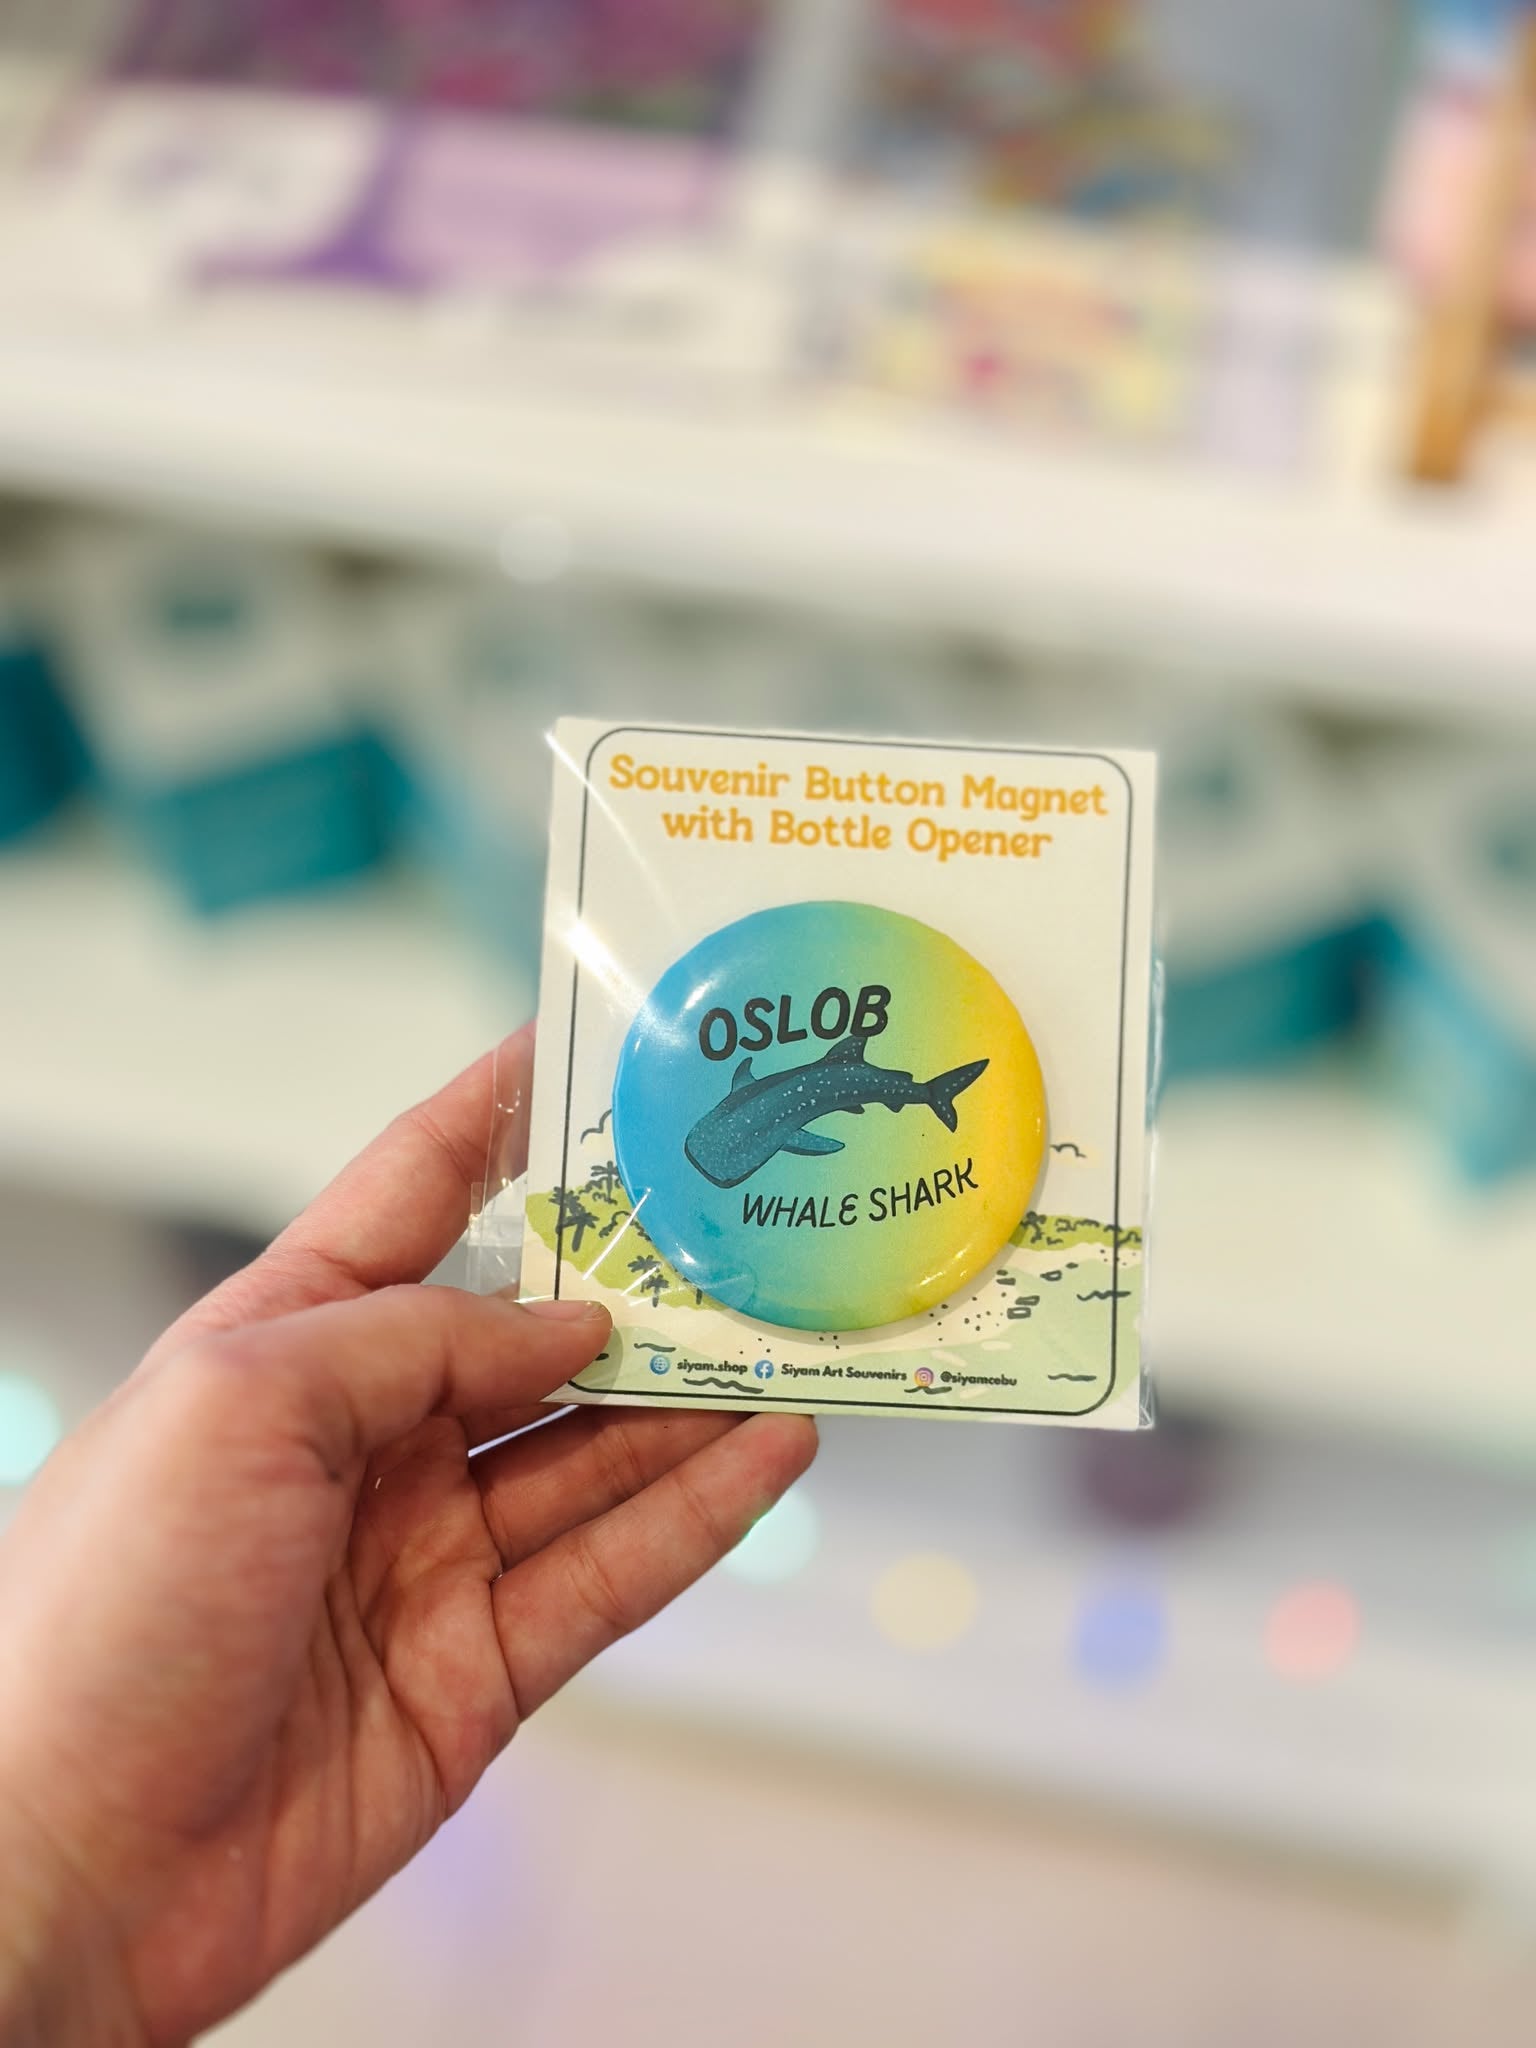 Souvenir Button Magnet
with Bottle Opener
OSLOB
WHALE SHARK
siyam.shop Siyam Art Souvenirs @siyamcebu